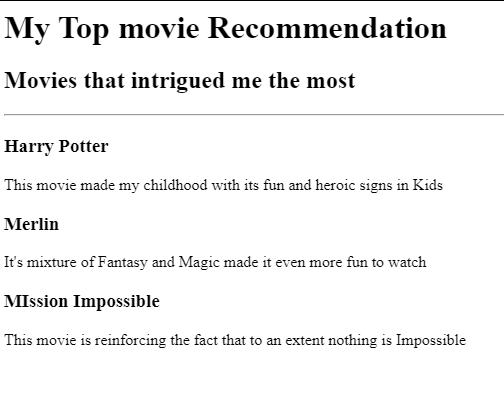 My Top movie Recommendation
Movies that intrigued me the most
Harry Potter
This movie made my childhood with its fun and heroic signs in Kids
Merlin
It's mixture of Fantasy and Magic made it even more fun to watch
MIssion Impossible
This movie is reinforcing the fact that to an extent nothing is Impossible